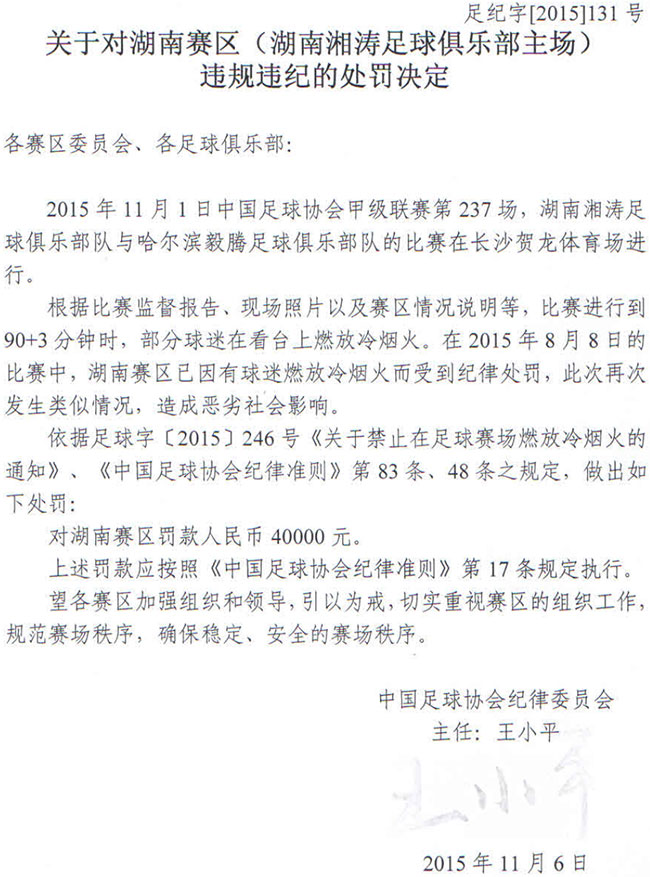 足纪字[2015]131 号
关于对湖南赛区（湖南湘涛足球俱乐部主场）
违规违纪的处罚决定
各赛区委员会、各足球俱乐部：
2015 年 11 月 1 日中国足球协会甲级联赛第 237 场，湖南湘涛足
球俱乐部队与哈尔滨毅腾足球俱乐部队的比赛在长沙贺龙体育场进
行。
根据比赛监督报告、现场照片以及赛区情况说明等，比赛进行到
90+3 分钟时，部分球迷在看台上燃放冷烟火。在 2015 年 8 月 8 日的
比赛中，湖南赛区已因有球迷燃放冷烟火而受到纪律处罚，此次再次
发生类似情况，造成恶劣社会影响。
依据足球字〔2015〕246 号《关于禁止在足球赛场燃放冷烟火的
通知》、《中国足球协会纪律准则》第 83 条、48 条之规定，做出如
下处罚：
对湖南赛区罚款人民币 40000 元。
上述罚款应按照《中国足球协会纪律准则》第 17 条规定执行。
望各赛区加强组织和领导，引以为戒，切实重视赛区的组织工作，
规范赛场秩序，确保稳定、安全的赛场秩序。
中国足球协会纪律委员会
主任：王小平
王小平
2015 年 11 月 6 日